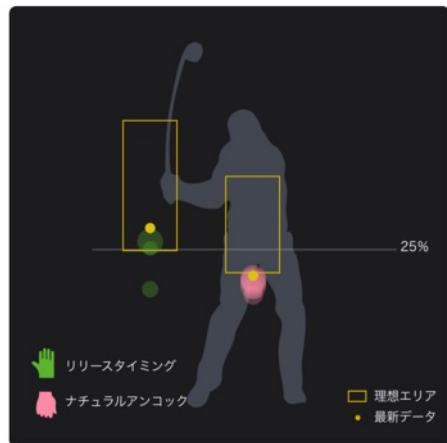 25%
リリースタイミング
ナチュラルアンコック
理想エリア
最新データ